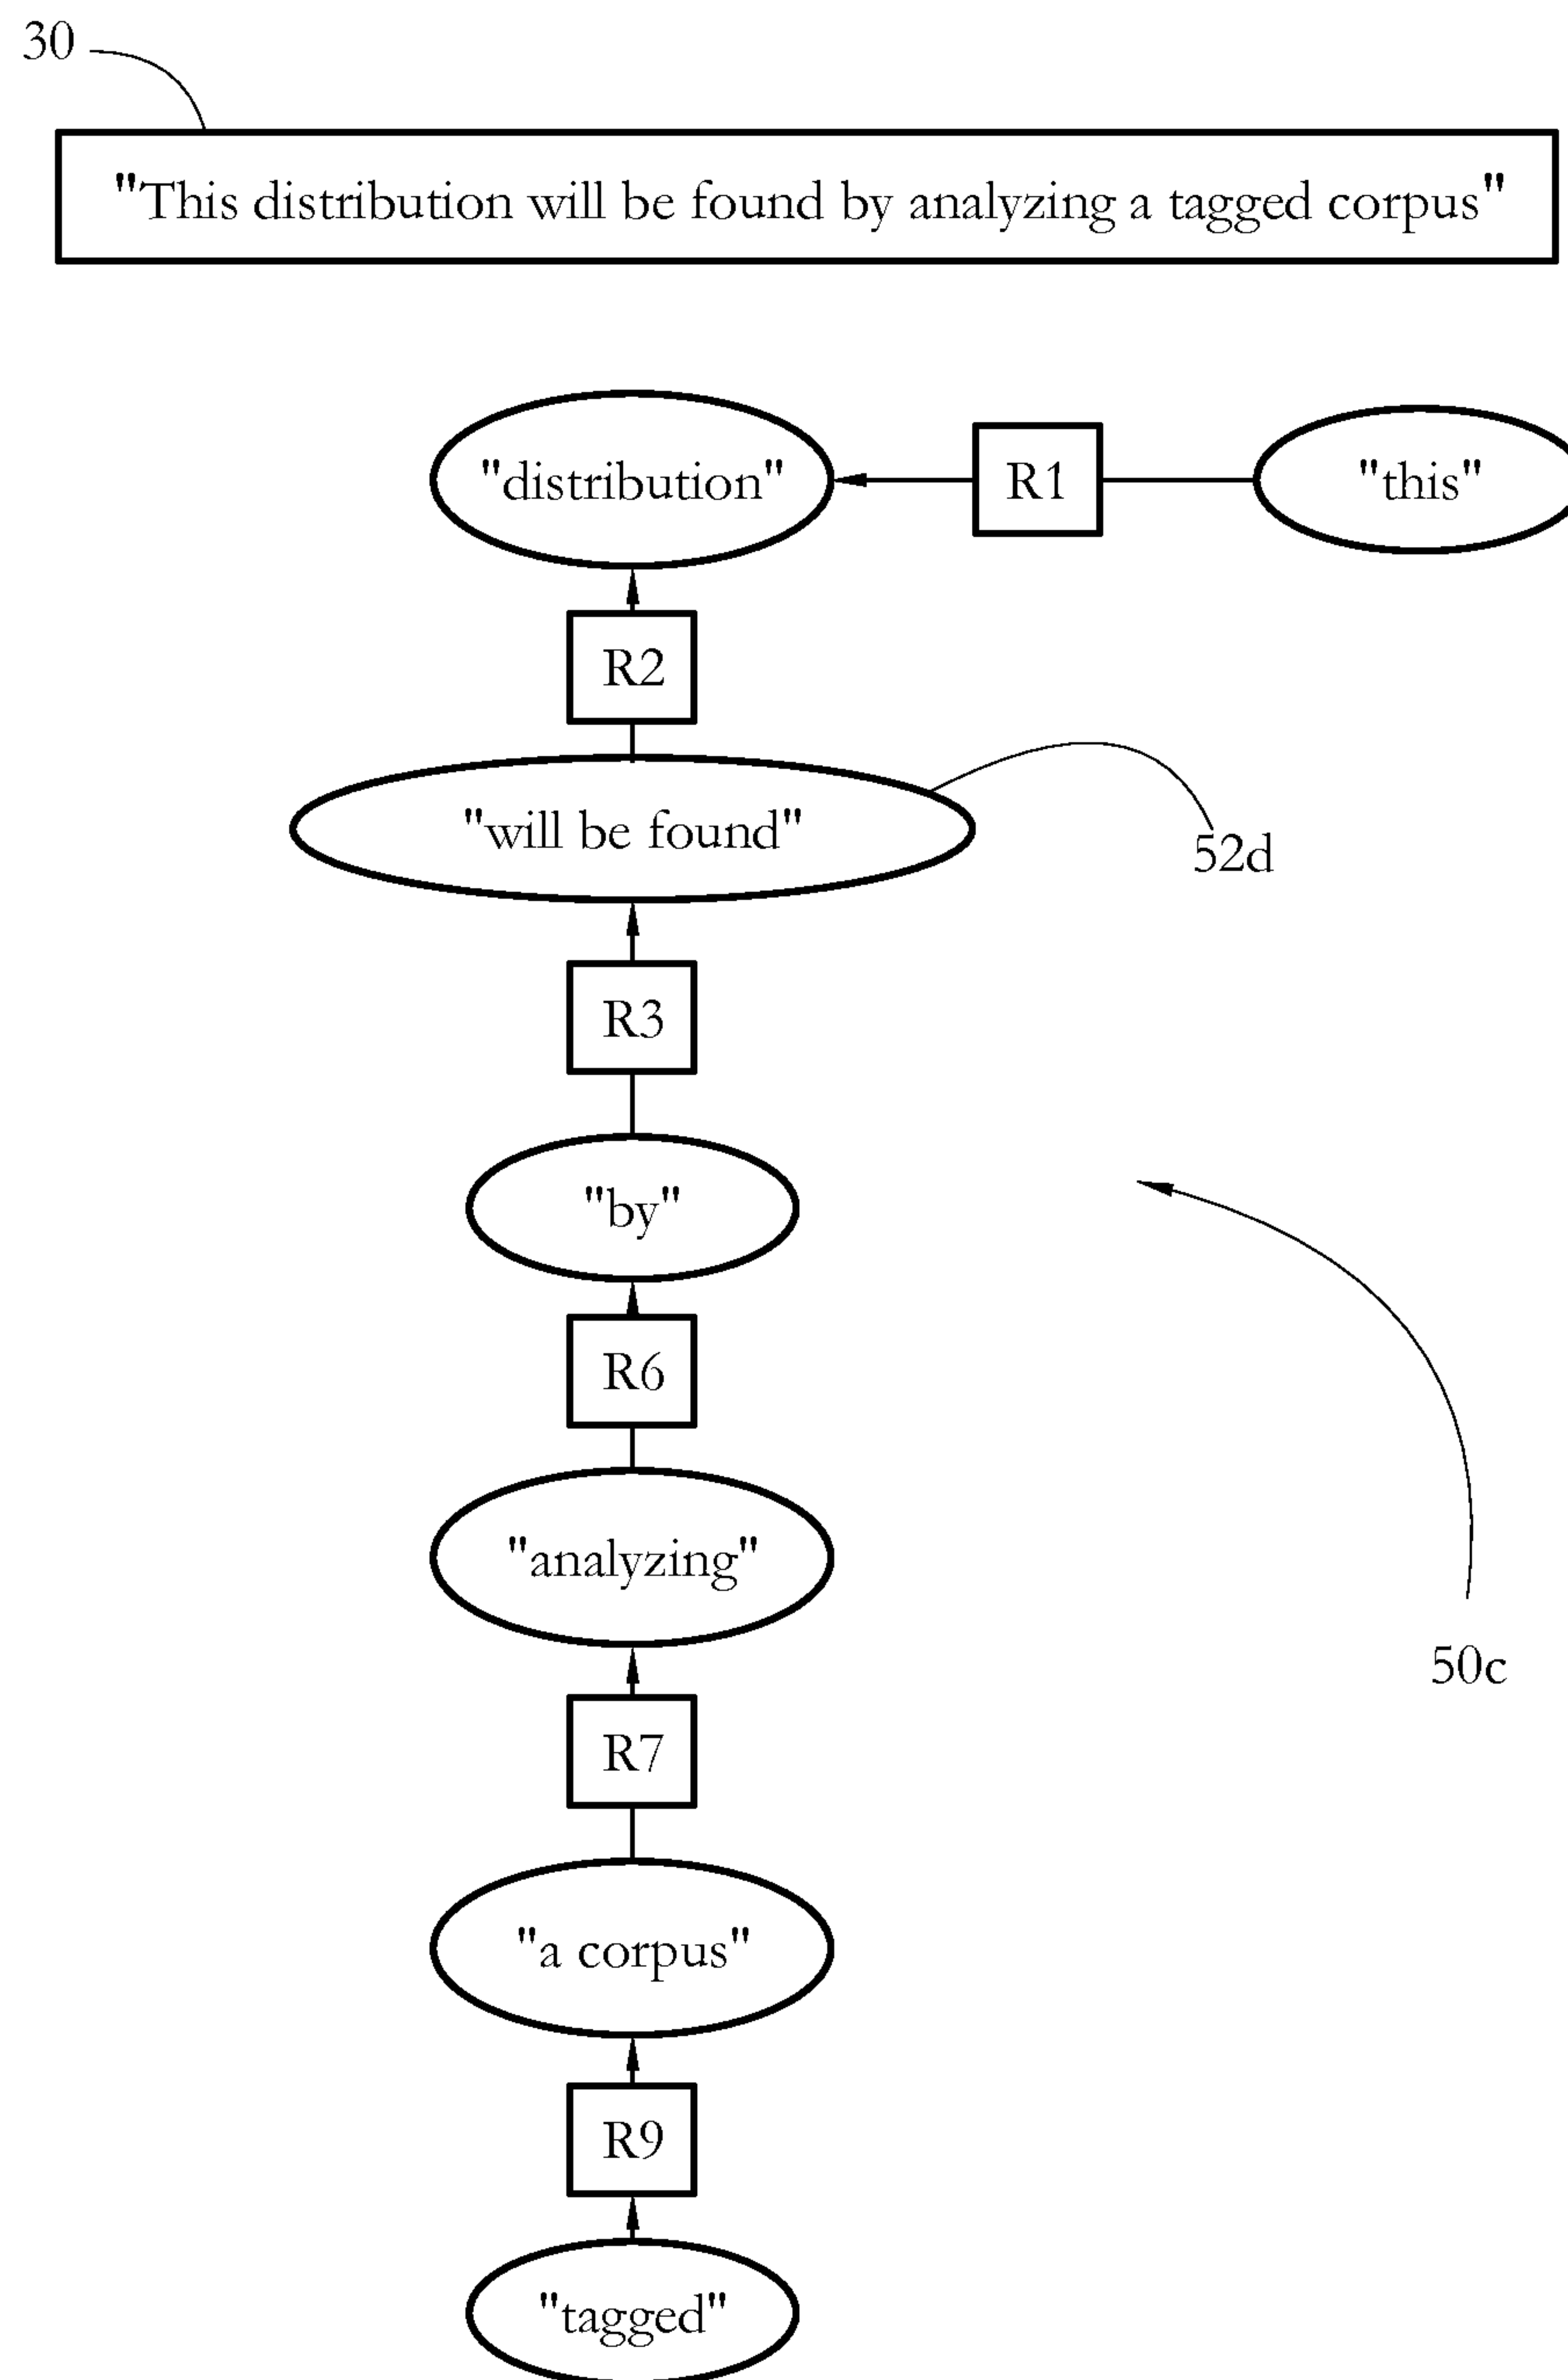 30
"This distribution will be found by analyzing a tagged corpus"
"distribution" R1 "this"
R2
"will be found"
52d
R3
"by"
R6
"analyzing"
50c
R7
"a corpus"
R9
"tagged"